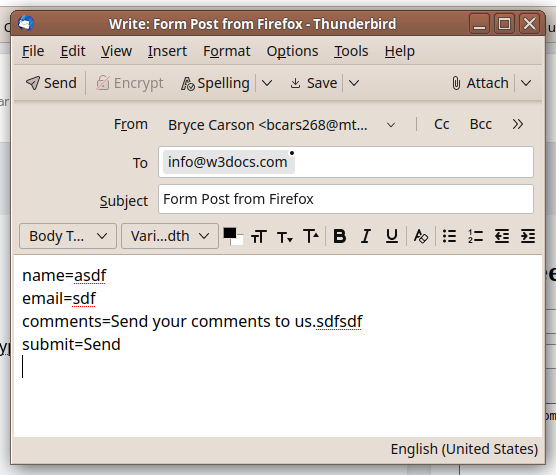 Write: Form Post from Firefox - Thunderbird
File Edit View Insert Format Options Tools Help
Send Encrypt Spelling Save Attach
From Bryce Carson <bcars268@mt... Cc Bcc »
To info@w3docs.com
Subject Form Post from Firefox
Body T... Vari...dth B I U
name=asdf
email=sdf
comments=Send your comments to us.sdfsdf
submit=Send
English (United States)